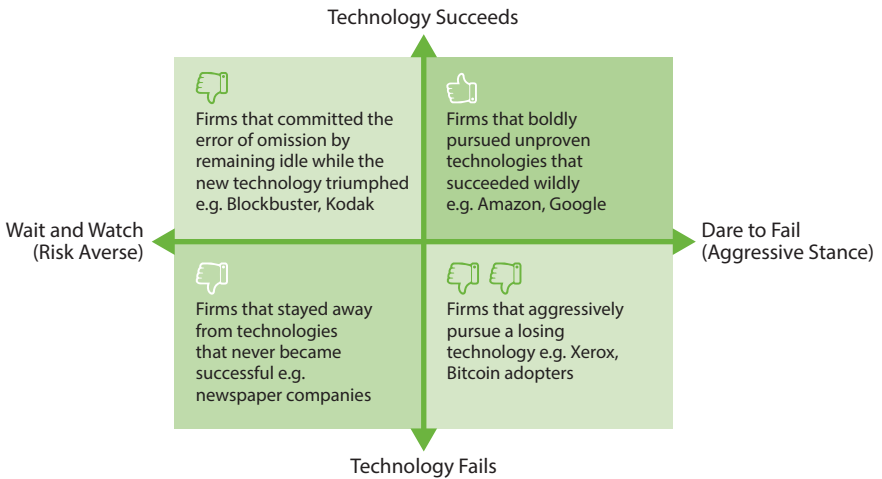 Technology Succeeds
Firms that committed the
error of omission by
remaining idle while the
new technology triumphed
e.g. Blockbuster, Kodak
Firms that boldly
pursued unproven
technologies that
succeeded wildly
e.g. Amazon, Google
Wait and Watch
(Risk Averse)
Dare to Fail
(Aggressive Stance)
Firms that stayed away
from technologies
that never became
successful e.g.
newspaper companies
Firms that aggressively
pursue a losing
technology e.g. Xerox,
Bitcoin adopters
Technology Fails